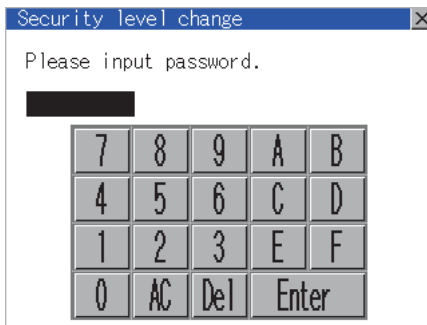 Security level change
Please input password.
7 8 9 A B
4 5 6 C D
1 2 3 E F
0 AC Del Enter